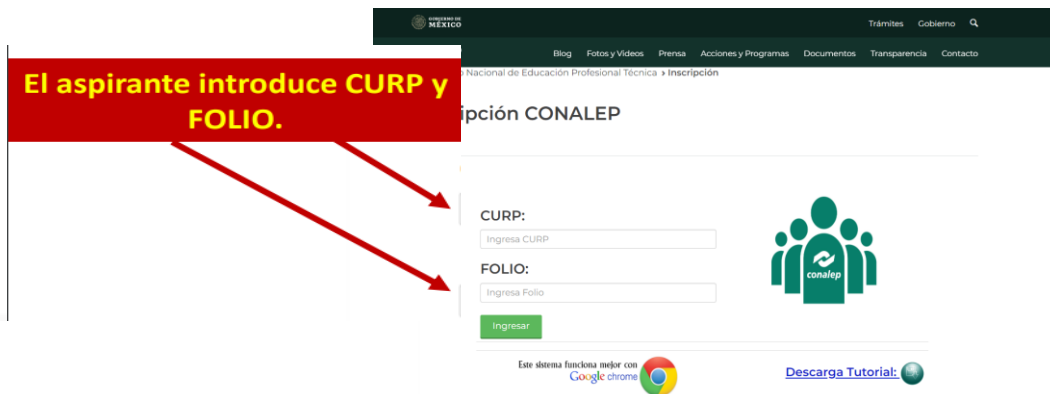 GOBIERNO DE
MÉXICO
Trámites Gobierno
Blog Fotos y Videos Prensa Acciones y Programas Documentos Transparencia Contacto
El aspirante introduce CURP y
FOLIO.
Nacional de Educación Profesional Técnica › Inscripción
ipción CONALEP
CURP:
Ingresa CURP
FOLIO:
Ingresa Folio
Ingresar
conalep
Este sistema funciona mejor con
Google chrome
Descarga Tutorial: